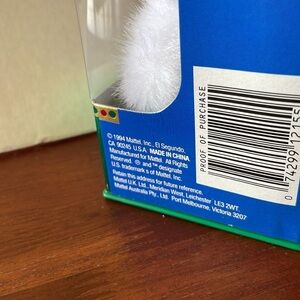 © 1994 Mattel, Inc., El Segundo,
CA 90245 U.S.A. MADE IN CHINA
Manufactured for Mattel. All Rights
Reserved. ® and ™ designate
U.S. trademarks of Mattel, Inc.
Retain this address for future reference.
Mattel U.K. Ltd., Meridian West, Leicester LE3 2WT.
Mattel Australia Pty., Ltd. Port Melbourne, Victoria 3207
PROOF OF PURCHASE
0 74299 12155